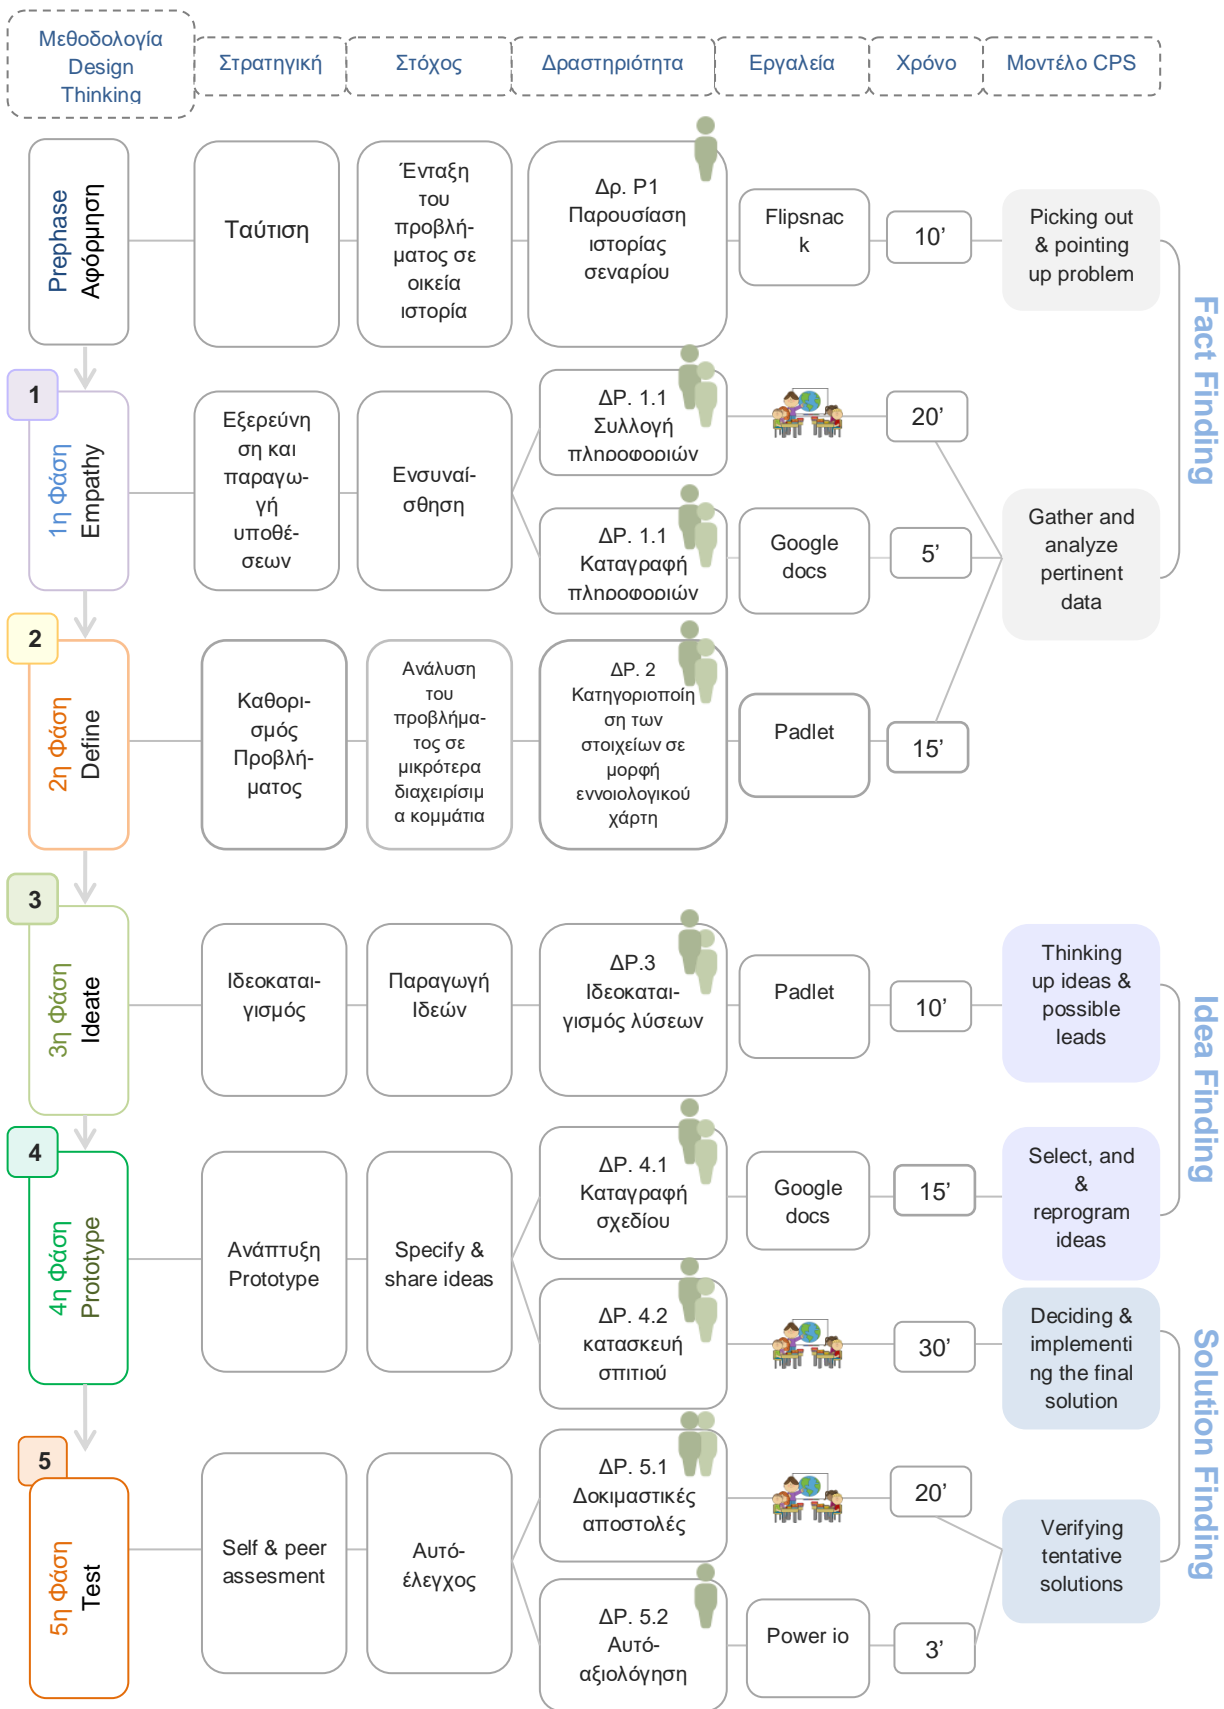 Μεθοδολογία
Design
Thinking
Στρατηγική
Στόχος
Δραστηριότητα
Εργαλεία
Χρόνο
Μοντέλο CPS
Prephase
Αφόρμηση
Ταύτιση
Ένταξη
του
προβλή-
ματος σε
οικεία
ιστορία
Δρ. P1
Παρουσίαση
ιστορίας
σεναρίου
Flipsnac
k
10’
Picking out
& pointing
up problem
Fact Finding
1
1η Φάση
Empathy
Εξερεύνη
ση και
παραγω-
γή
υποθέ-
σεων
Ενσυναί-
σθηση
ΔΡ. 1.1
Συλλογή
πληροφοριών
20’
ΔΡ. 1.1
Καταγραφή
πληροφοριών
Google
docs
5’
Gather and
analyze
pertinent
data
2
2η Φάση
Define
Καθορι-
σμός
Προβλή-
ματος
Ανάλυση
του
προβλήμα-
τος σε
μικρότερα
διαχειρίσιμ
α κομμάτια
ΔΡ. 2
Κατηγοριοποίη
ση των
στοιχείων σε
μορφή
εννοιολογικού
χάρτη
Padlet
15’
3
3η Φάση
Ideate
Ιδεοκαται-
γισμός
Παραγωγή
Ιδεών
ΔΡ.3
Ιδεοκαται-
γισμός λύσεων
Padlet
10’
Thinking
up ideas &
possible
leads
Idea Finding
4
4η Φάση
Prototype
Ανάπτυξη
Prototype
Specify &
share ideas
ΔΡ. 4.1
Καταγραφή
σχεδίου
Google
docs
15’
Select, and
&
reprogram
ideas
ΔΡ. 4.2
κατασκευή
σπιτιού
30’
Deciding &
implementi
ng the final
solution
Solution Finding
5
5η Φάση
Test
Self & peer
assesment
Αυτό-
έλεγχος
ΔΡ. 5.1
Δοκιμαστικές
αποστολές
20’
Verifying
tentative
solutions
ΔΡ. 5.2
Αυτό-
αξιολόγηση
Power io
3’